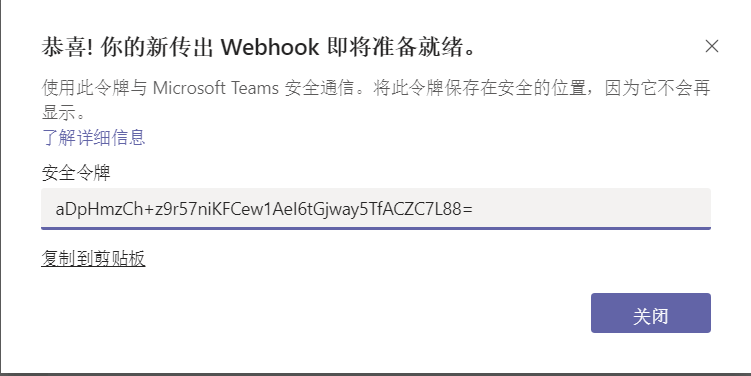 恭喜! 你的新传出 Webhook 即将准备就绪。
使用此令牌与 Microsoft Teams 安全通信。将此令牌保存在安全的位置，因为它不会再
显示。
了解详细信息
安全令牌
aDpHmzCh+z9r57niKFCew1AeI6tGjway5TfACZC7L88=
复制到剪贴板
关闭